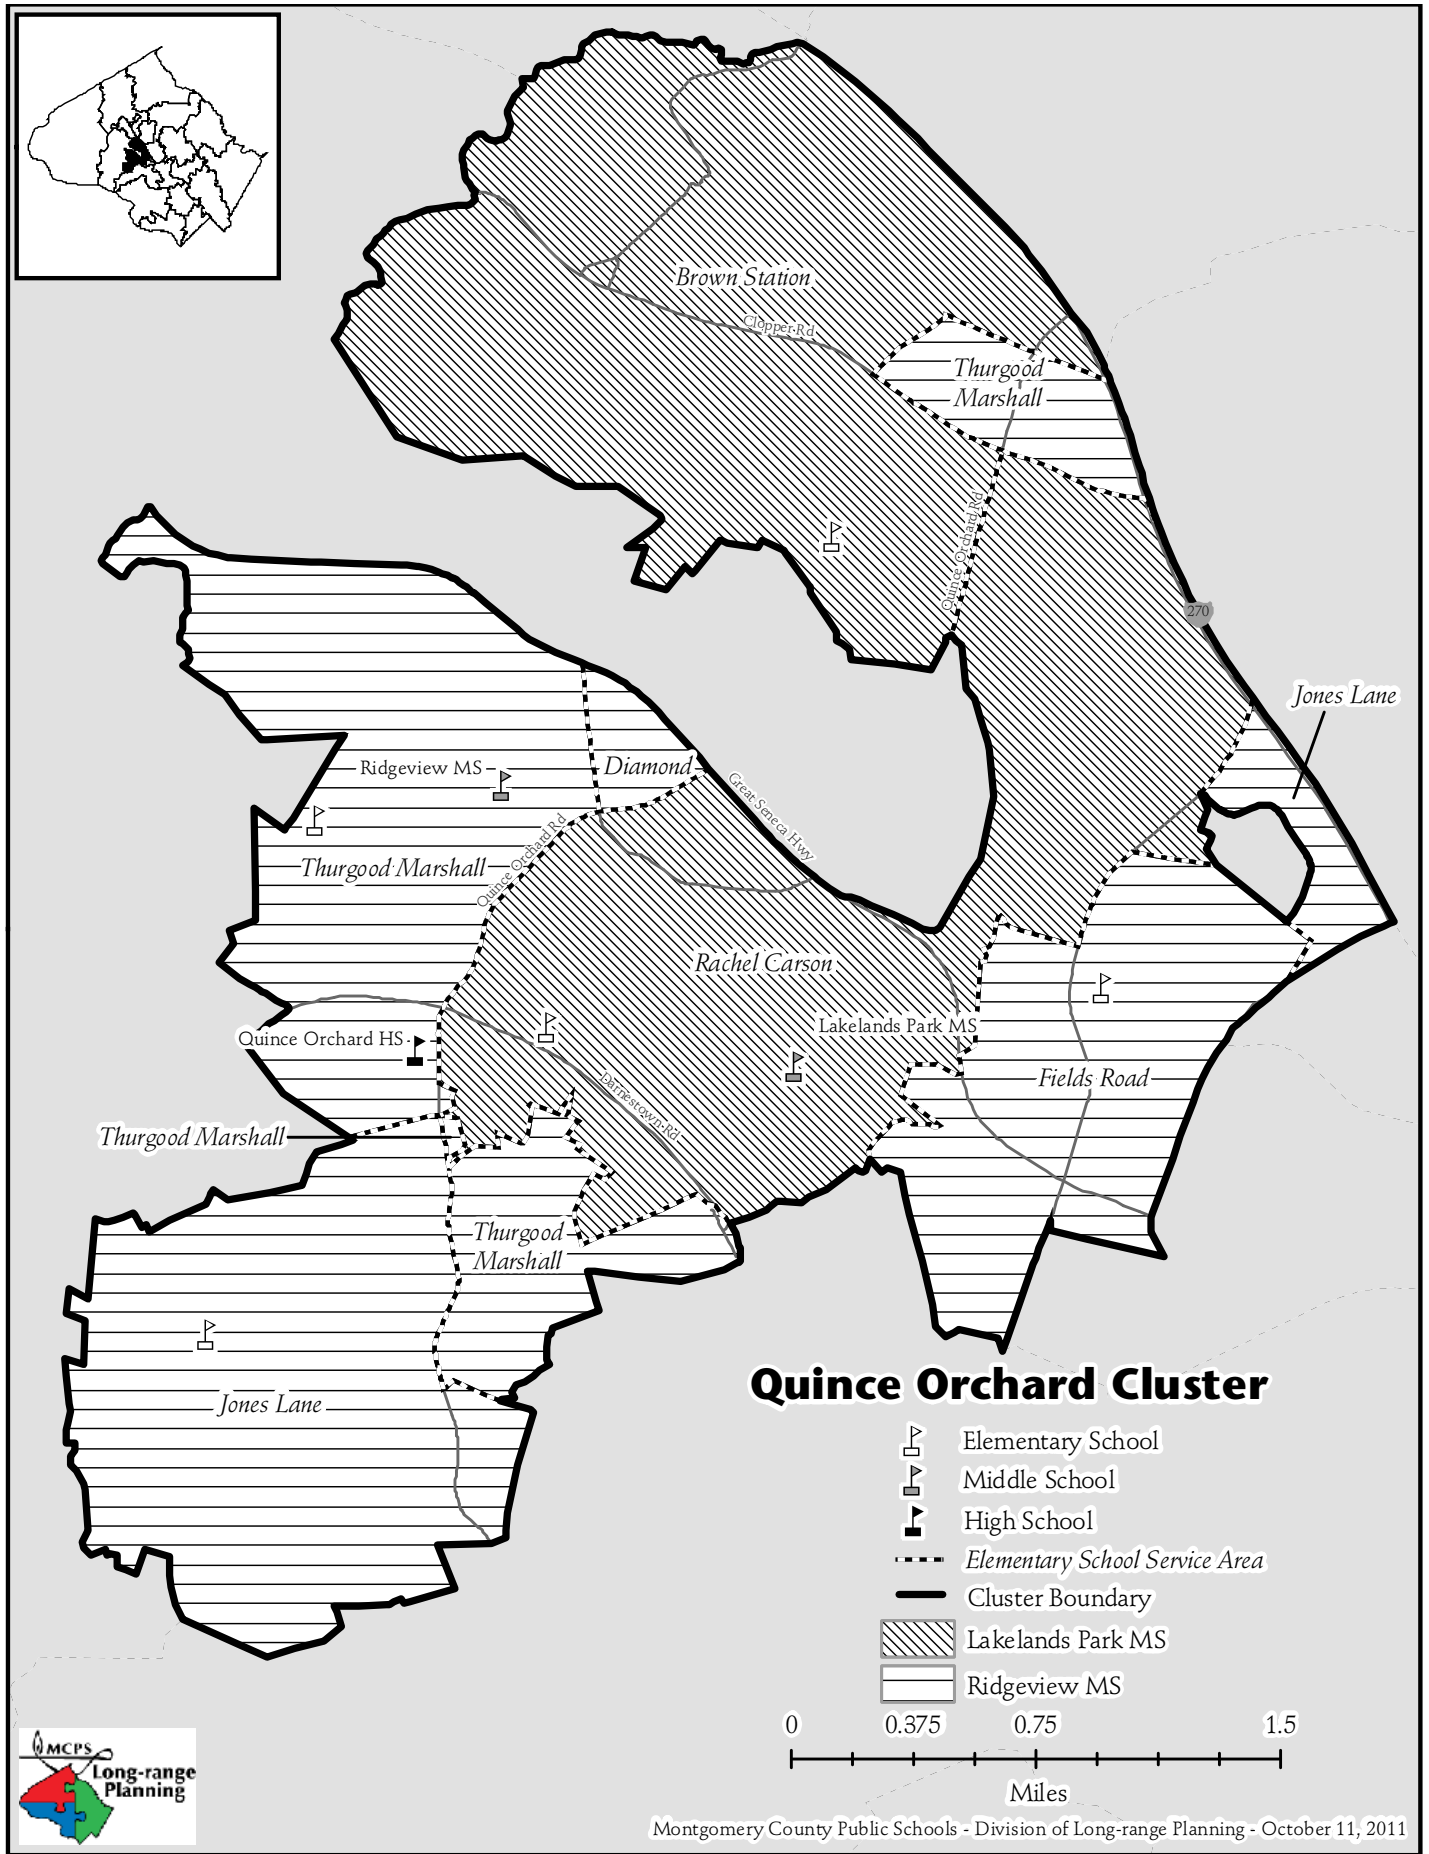 Brown Station
Clopper Rd
Thurgood
Marshall
Quince Orchard Rd
270
Jones Lane
Ridgeview MS
Diamond
Great Seneca Hwy
Quince Orchard Rd
Thurgood Marshall
Rachel Carson
Lakelands Park MS
Quince Orchard HS
Fields Road
Darnestown Rd
Thurgood Marshall
Thurgood
Marshall
Jones Lane
Quince Orchard Cluster
Elementary School
Middle School
High School
Elementary School Service Area
Cluster Boundary
Lakelands Park MS
Ridgeview MS
0 0.375 0.75 1.5
Miles
MCPS
Long-range
Planning
Montgomery County Public Schools - Division of Long-range Planning - October 11, 2011